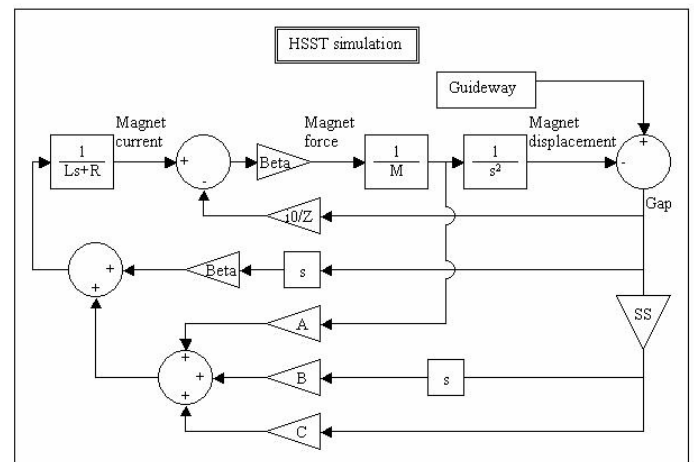 HSST simulation
Guideway
Magnet
current
Magnet
force
Magnet
displacement
1
Ls+R
+
-
Beta
1
M
1
s²
+
-
Gap
i0/Z
+
+
Beta
s
SS
A
+
+
+
B
s
C